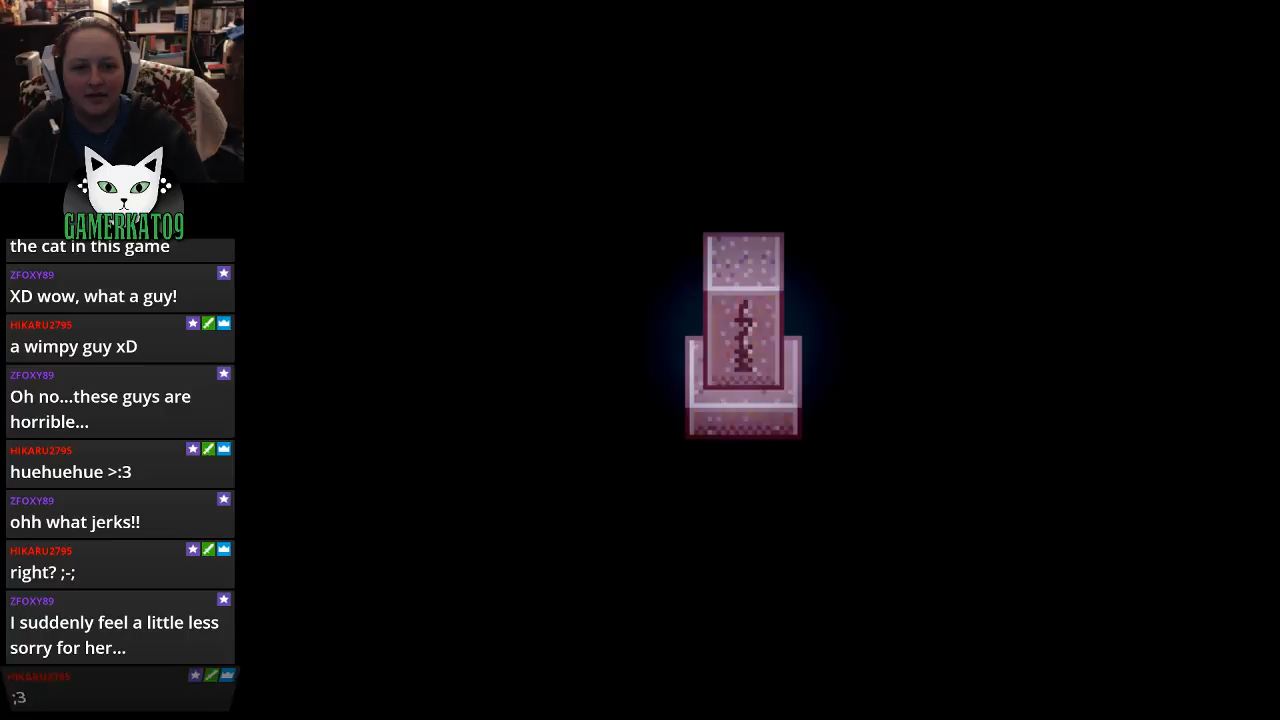 GAMERKAT09
the cat in this game
ZFOXY89
XD wow, what a guy!
HIKARU2795
a wimpy guy xD
ZFOXY89
Oh no...these guys are
horrible...
HIKARU2795
huehuehue >:3
ZFOXY89
ohh what jerks!!
HIKARU2795
right? ;-;
ZFOXY89
I suddenly feel a little less
sorry for her...
HIKARU2795
;3